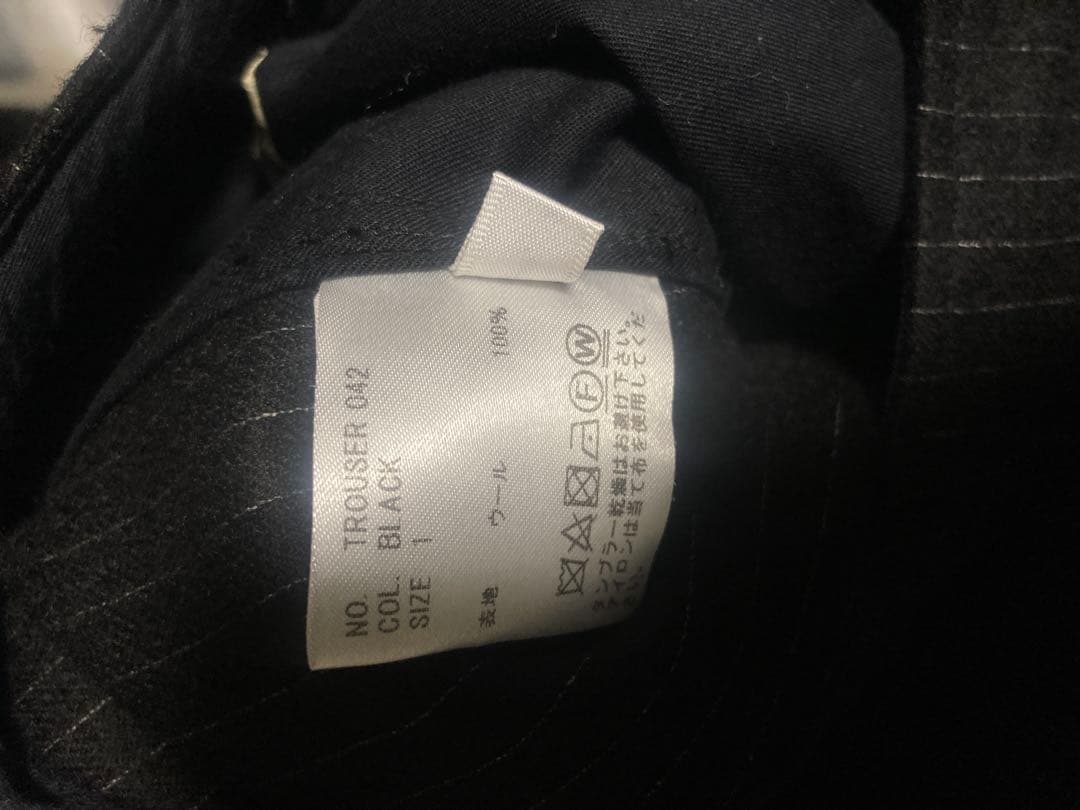 NO. TROUSER 042
COL. BLACK
SIZE 1
表地 ウール 100%
タンブラー乾燥はお避け下さい。
アイロンは当て布を使用してくだ
さい。